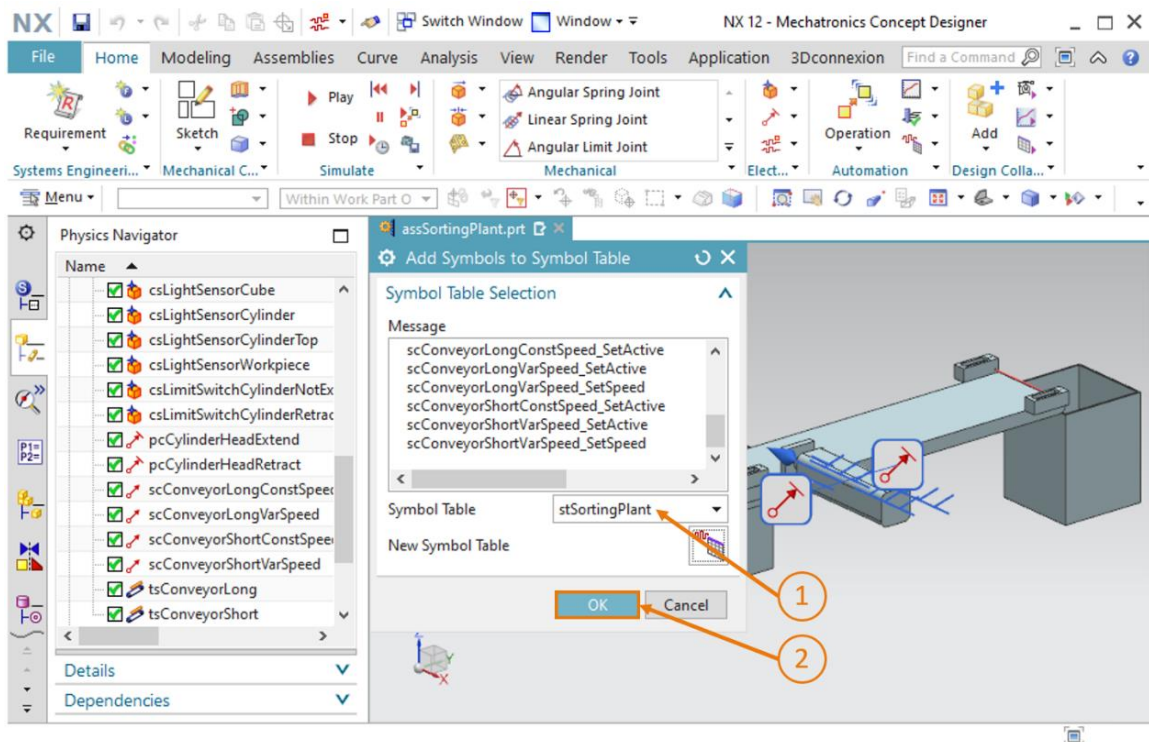 NX
Switch Window
Window
NX 12 - Mechatronics Concept Designer
File
Home
Modeling
Assemblies
Curve
Analysis
View
Render
Tools
Application
3Dconnexion
Find a Command
Requirement
Sketch
Play
Stop
Angular Spring Joint
Linear Spring Joint
Angular Limit Joint
Operation
Add
Systems Engineeri...
Mechanical C...
Simulate
Mechanical
Elect...
Automation
Design Colla...
Menu
Within Work Part O
Physics Navigator
Name
csLightSensorCube
csLightSensorCylinder
csLightSensorCylinderTop
csLightSensorWorkpiece
csLimitSwitchCylinderNotEx
csLimitSwitchCylinderRetrac
pcCylinderHeadExtend
pcCylinderHeadRetract
scConveyorLongConstSpeed
scConveyorLongVarSpeed
scConveyorShortConstSpee
scConveyorShortVarSpeed
tsConveyorLong
tsConveyorShort
Details
Dependencies
P1=
P2=
assSortingPlant.prt
Add Symbols to Symbol Table
Symbol Table Selection
Message
scConveyorLongConstSpeed_SetActive
scConveyorLongVarSpeed_SetActive
scConveyorLongVarSpeed_SetSpeed
scConveyorShortConstSpeed_SetActive
scConveyorShortVarSpeed_SetActive
scConveyorShortVarSpeed_SetSpeed
Symbol Table
stSortingPlant
New Symbol Table
OK
Cancel
1
2